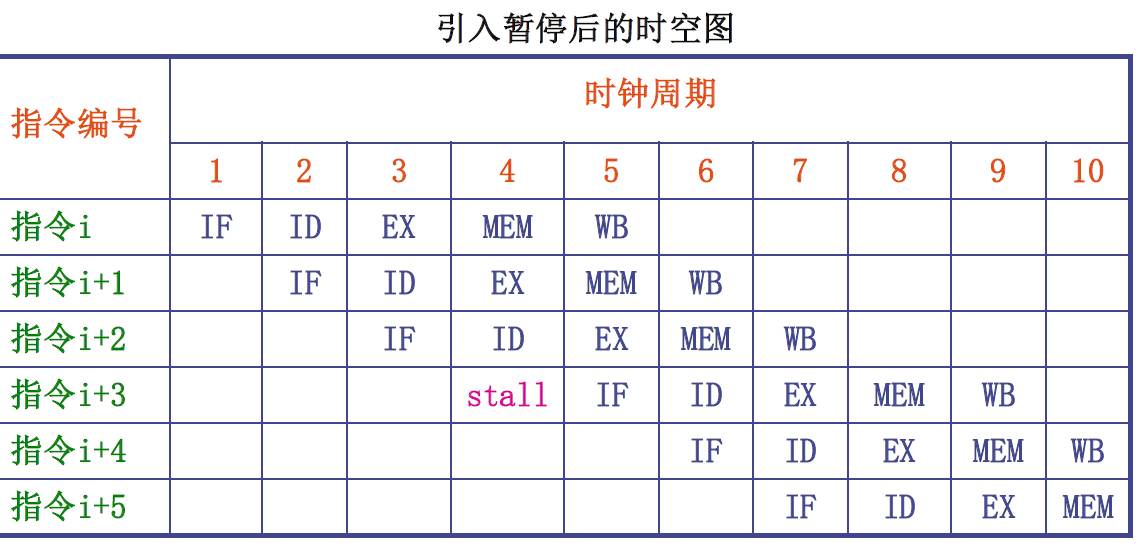 引入暂停后的时空图
指令编号
时钟周期
1 2 3 4 5 6 7 8 9 10
指令i IF ID EX MEM WB
指令i+1 IF ID EX MEM WB
指令i+2 IF ID EX MEM WB
指令i+3 stall IF ID EX MEM WB
指令i+4 IF ID EX MEM WB
指令i+5 IF ID EX MEM